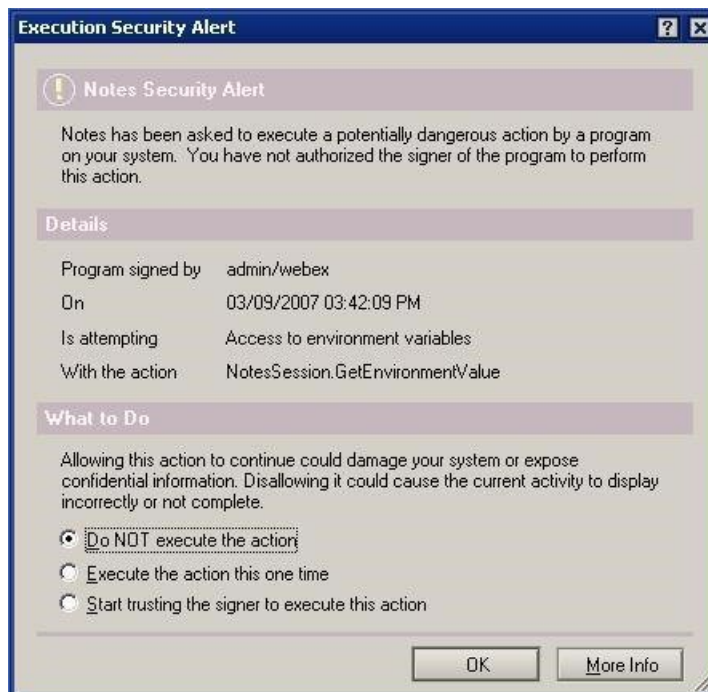 Execution Security Alert
Notes Security Alert
Notes has been asked to execute a potentially dangerous action by a program
on your system. You have not authorized the signer of the program to perform
this action.
Details
Program signed by admin/webex
On 03/09/2007 03:42:09 PM
Is attempting Access to environment variables
With the action NotesSession.GetEnvironmentValue
What to Do
Allowing this action to continue could damage your system or expose
confidential information. Disallowing it could cause the current activity to display
incorrectly or not complete.
Do NOT execute the action
Execute the action this one time
Start trusting the signer to execute this action
OK More Info